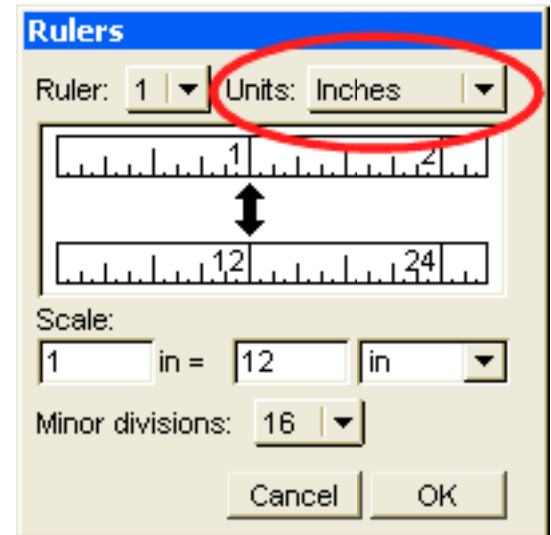 Rulers
Ruler: 1 Units: Inches
1 2
12 24
Scale:
1 in = 12 in
Minor divisions: 16
Cancel OK